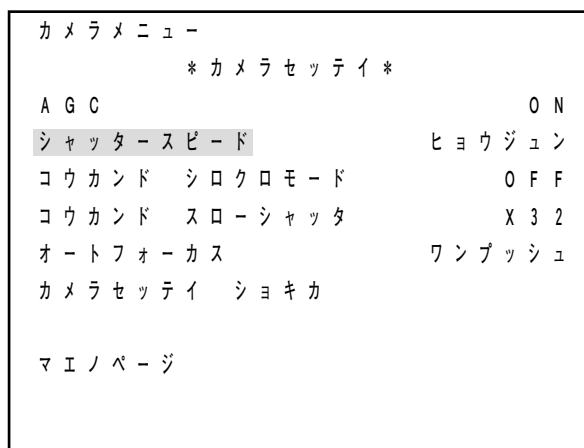 カメラメニュー
*カメラセッテイ*
AGC ON
シャッタースピード ヒョウジュン
コウカンド シロクロモード OFF
コウカンド スローシャッタ X32
オートフォーカス ワンプッシュ
カメラセッテイ ショキカ
マエノページ